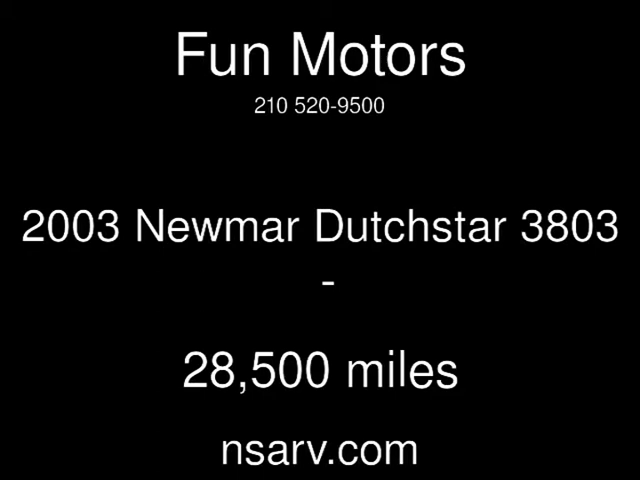 Fun Motors
210 520-9500
2003 Newmar Dutchstar 3803
-
28,500 miles
nsarv.com